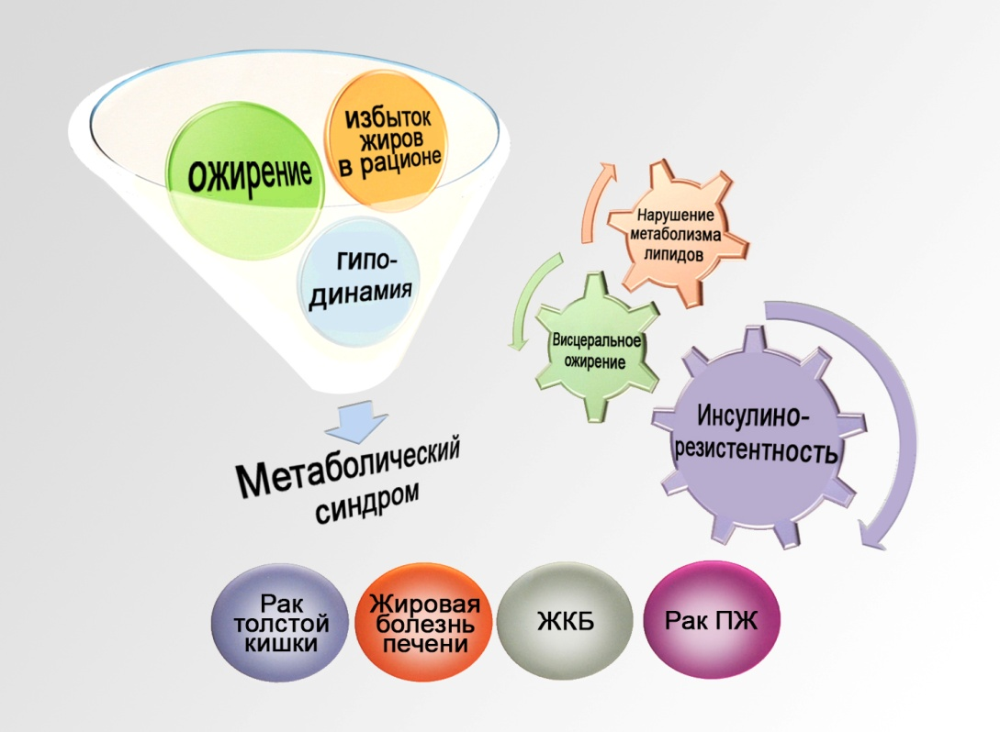 ожирение
избыток
жиров
в рационе
гипо-
динамия
Метаболический
синдром
Нарушение
метаболизма
липидов
Висцеральное
ожирение
Инсулино-
резистентность
Рак
толстой
кишки
Жировая
болезнь
печени
ЖКБ
Рак ПЖ